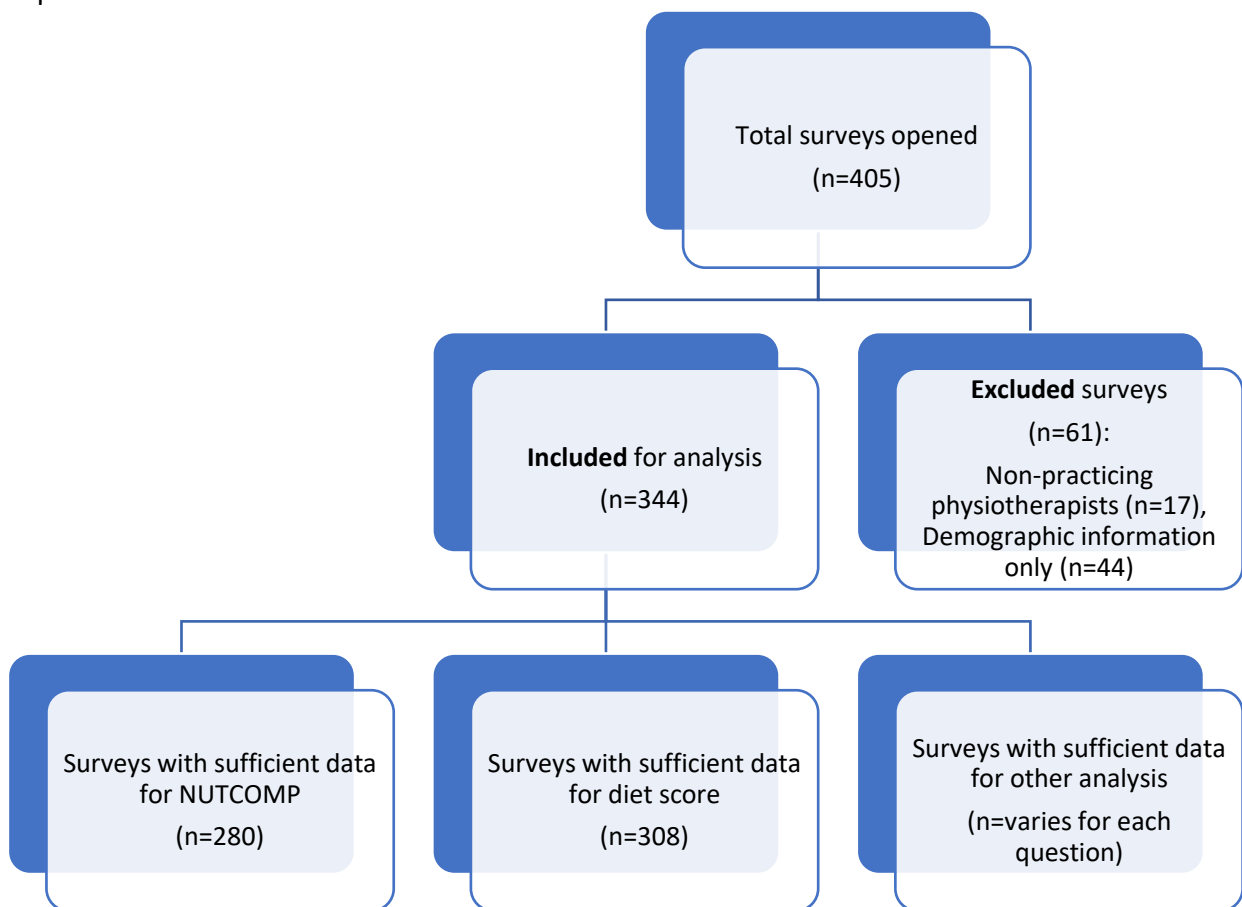 Total surveys opened
(n=405)
Included for analysis
(n=344)
Excluded surveys
(n=61):
Non-practicing
physiotherapists (n=17),
Demographic information
only (n=44)
Surveys with sufficient data
for NUTCOMP
(n=280)
Surveys with sufficient data
for diet score
(n=308)
Surveys with sufficient data
for other analysis
(n=varies for each
question)